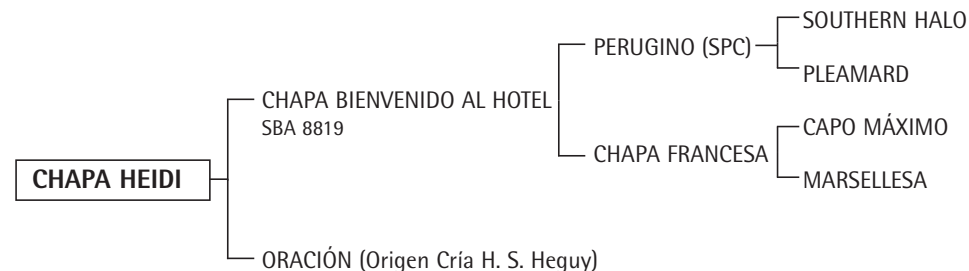 SOUTHERN HALO
PERUGINO (SPC)
PLEAMARD
CHAPA BIENVENIDO AL HOTEL
SBA 8819
CAPO MÁXIMO
CHAPA FRANCESA
CHAPA HEIDI
MARSELLESA
ORACIÓN (Origen Cría H. S. Heguy)